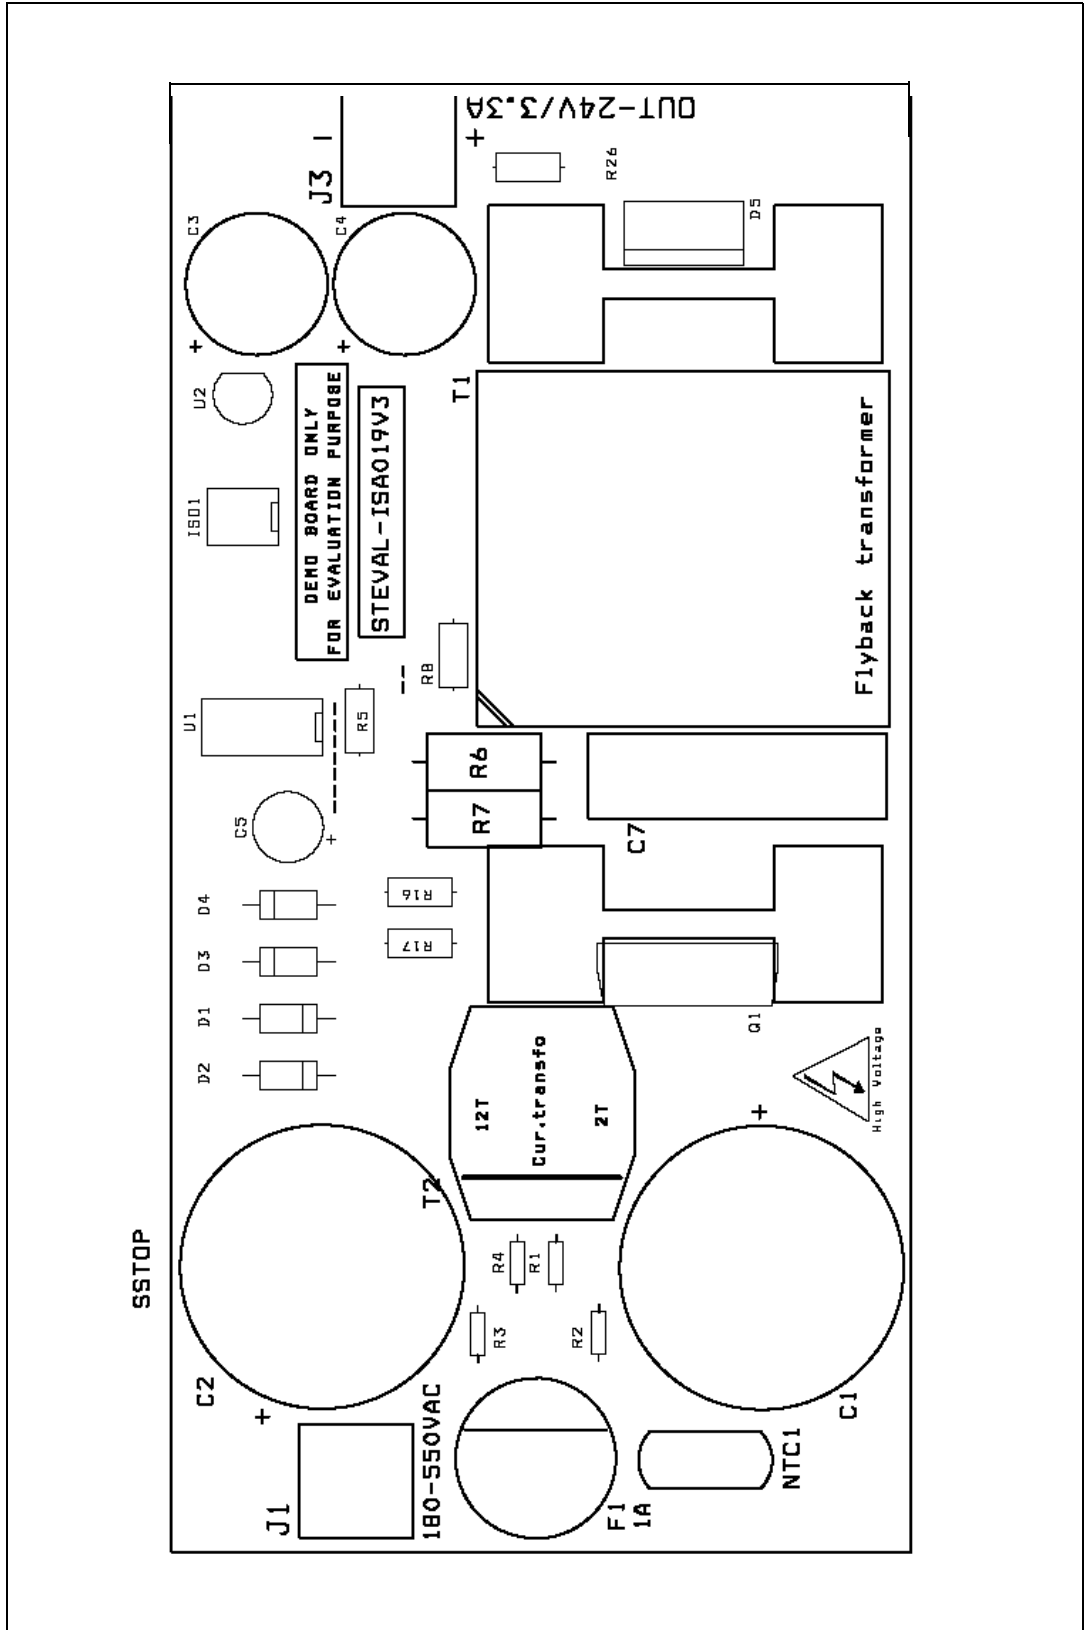 OUT-24V/3.3A
-
+
J3
R26
C3
C4
D5
+
+
U2
T1
DEMO BOARD ONLY
FOR EVALUATION PURPOSE
STEVAL-ISA019V3
ISO1
Flyback transformer
R8
U1
R5
R6
R7
C7
C5
+
D4
R16
D3
R17
D1
Q1
D2
12T
Cur.transfo
2T
High Voltage
+
T2
SSTOP
R4
R1
R3
R2
C2
+
C1
J1
180-550VAC
F1
1A
NTC1